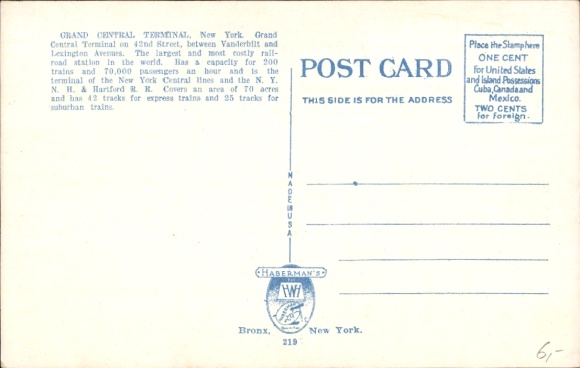 GRAND CENTRAL TERMINAL, New York. Grand
Central Terminal on 42nd Street, between Vanderbilt and
Lexington Avenues. The largest and most costly rail-
road station in the world. Has a capacity for 200
trains and 70,000 passengers an hour and is the
terminal of the New York Central lines and the N. Y.
N. H. & Hartford R. R. Covers an area of 70 acres
and has 42 tracks for express trains and 25 tracks for
suburban trains.
POST CARD
THIS SIDE IS FOR THE ADDRESS
Place the Stamp here
ONE CENT
for United States
and Island Possessions
Cuba, Canada and
Mexico.
TWO CENTS
for Foreign.
MADE IN USA
HABERMAN'S
Bronx, New York.
219
6,-